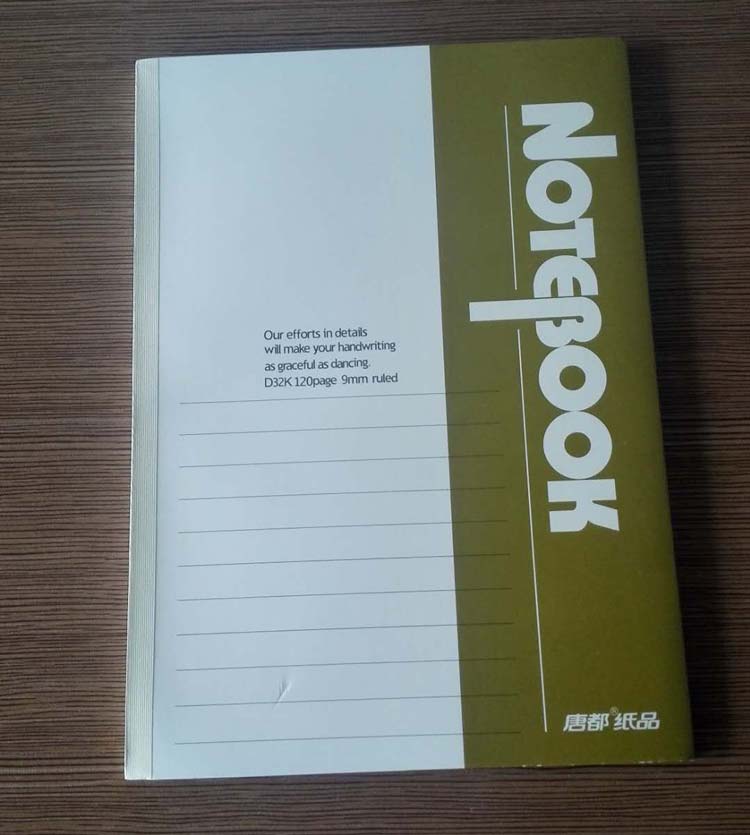 NOTEBOOK
Our efforts in details
will make your handwriting
as graceful as dancing.
D32K 120page 9mm ruled
唐都®纸品